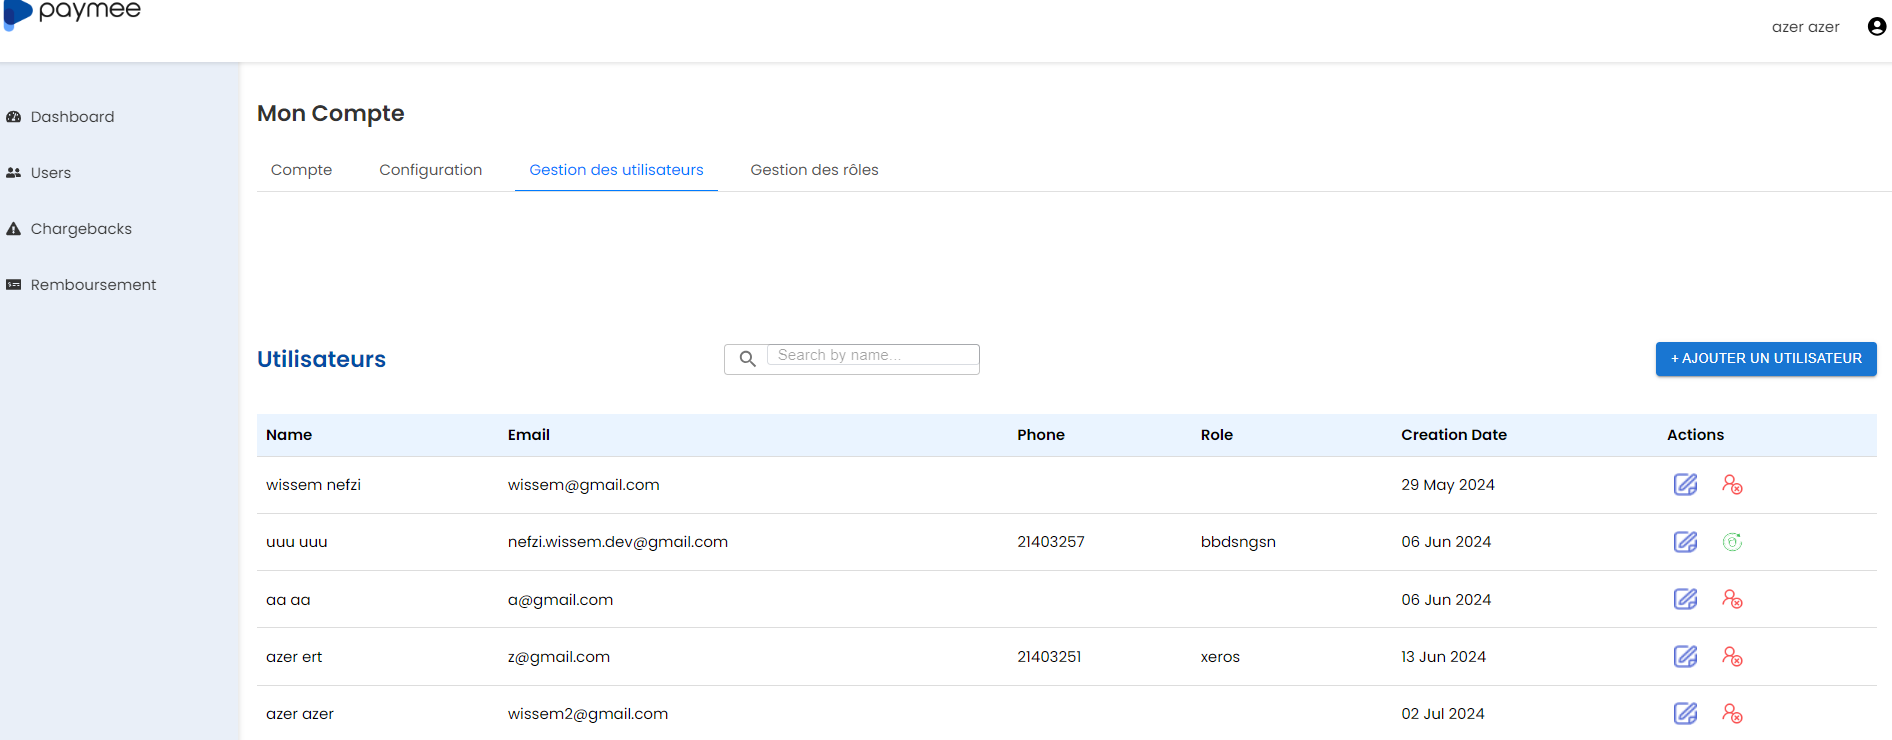 paymee
azer azer
Dashboard
Users
Chargebacks
Remboursement
Mon Compte
Compte Configuration Gestion des utilisateurs Gestion des rôles
Utilisateurs Search by name... + AJOUTER UN UTILISATEUR
Name Email Phone Role Creation Date Actions
wissem nefzi wissem@gmail.com 29 May 2024
uuu uuu nefzi.wissem.dev@gmail.com 21403257 bbdsngsn 06 Jun 2024
aa aa a@gmail.com 06 Jun 2024
azer ert z@gmail.com 21403251 xeros 13 Jun 2024
azer azer wissem2@gmail.com 02 Jul 2024